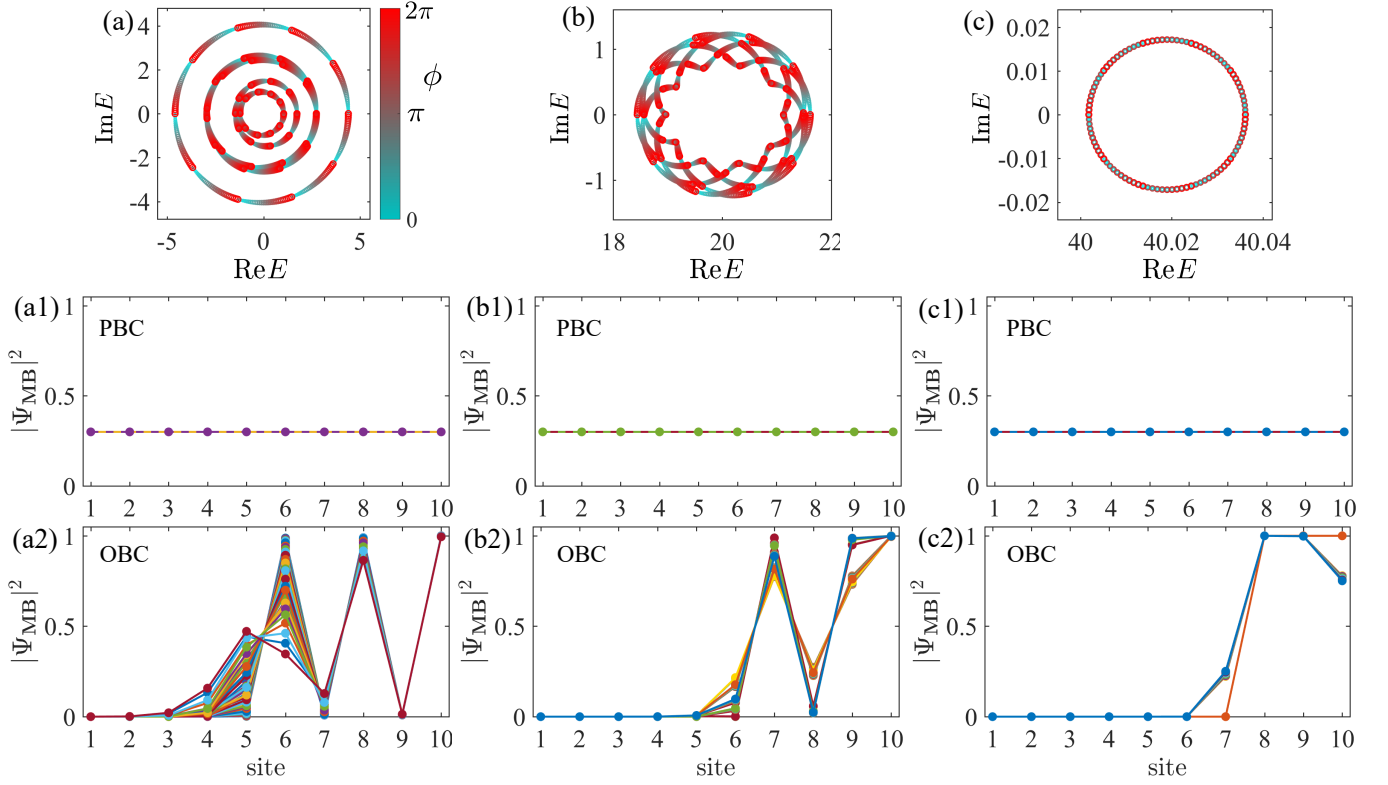 (a)
4
2
0
-2
-4
ImE
-5
0
5
ReE
2π
ϕ
π
0
(b)
1
0
-1
ImE
18
20
22
ReE
(c)
0.02
0.01
0
-0.01
-0.02
ImE
40
40.02
40.04
ReE
(a1)
1
PBC
0.5
0
|Ψ_MB|²
1 2 3 4 5 6 7 8 9 10
(b1)
1
PBC
0.5
0
|Ψ_MB|²
1 2 3 4 5 6 7 8 9 10
(c1)
1
PBC
0.5
0
|Ψ_MB|²
1 2 3 4 5 6 7 8 9 10
(a2)
1
OBC
0.5
0
|Ψ_MB|²
1 2 3 4 5 6 7 8 9 10
site
(b2)
1
OBC
0.5
0
|Ψ_MB|²
1 2 3 4 5 6 7 8 9 10
site
(c2)
1
OBC
0.5
0
|Ψ_MB|²
1 2 3 4 5 6 7 8 9 10
site